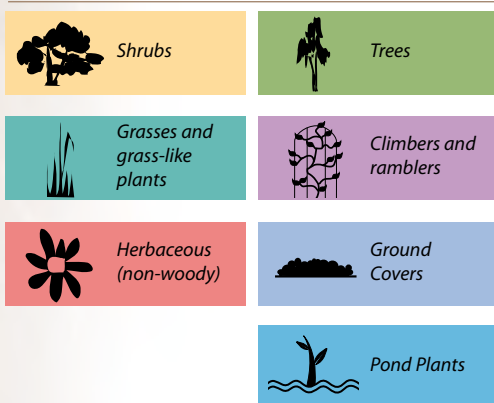 Shrubs
Trees
Grasses and
grass-like
plants
Climbers and
ramblers
Herbaceous
(non-woody)
Ground
Covers
Pond Plants